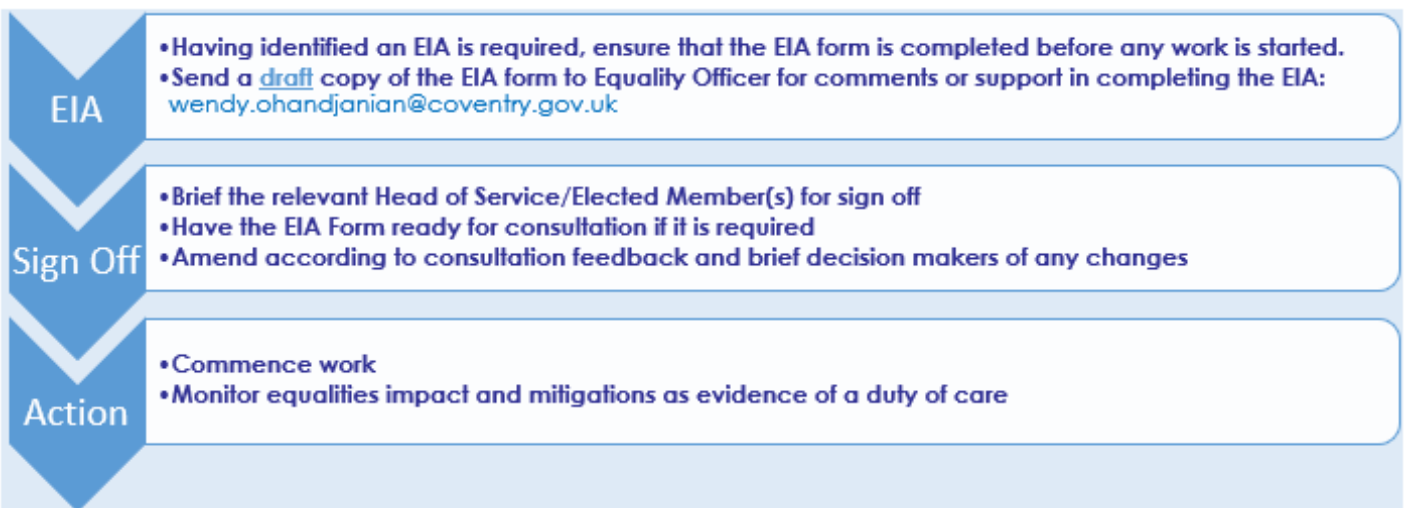 EIA
•Having identified an EIA is required, ensure that the EIA form is completed before any work is started.
•Send a draft copy of the EIA form to Equality Officer for comments or support in completing the EIA:
wendy.ohandjanian@coventry.gov.uk
Sign Off
•Brief the relevant Head of Service/Elected Member(s) for sign off
•Have the EIA Form ready for consultation if it is required
•Amend according to consultation feedback and brief decision makers of any changes
Action
•Commence work
•Monitor equalities impact and mitigations as evidence of a duty of care